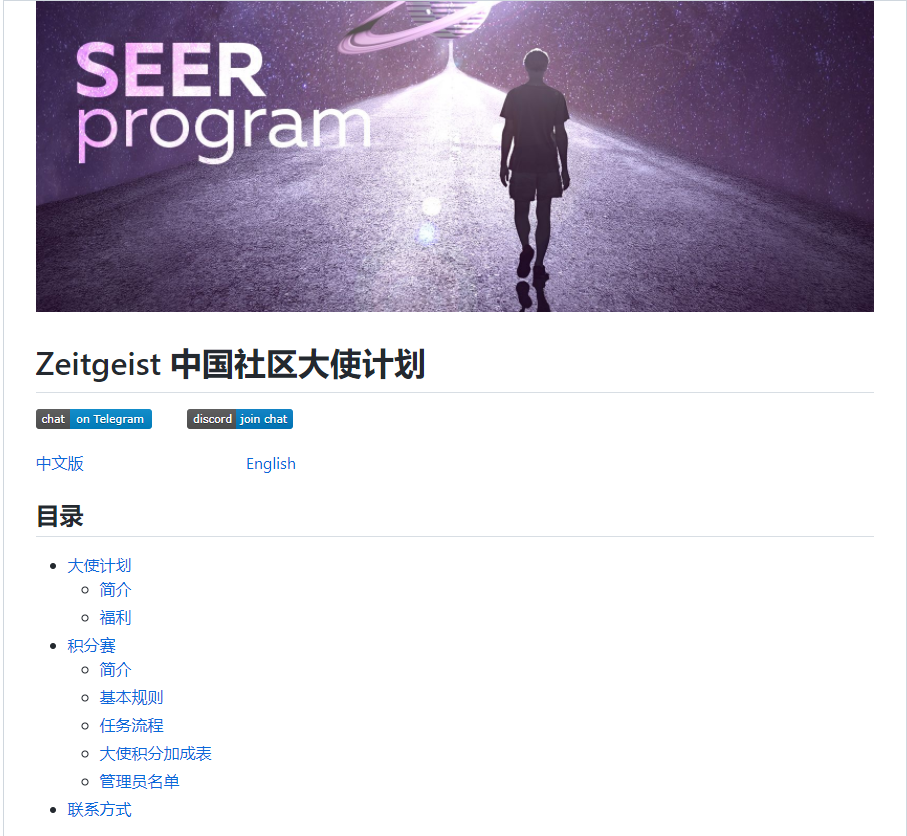 SEER
program
Zeitgeist 中国社区大使计划
chat on Telegram discord join chat
中文版 English
目录
大使计划
简介
福利
积分赛
简介
基本规则
任务流程
大使积分加成表
管理员名单
联系方式